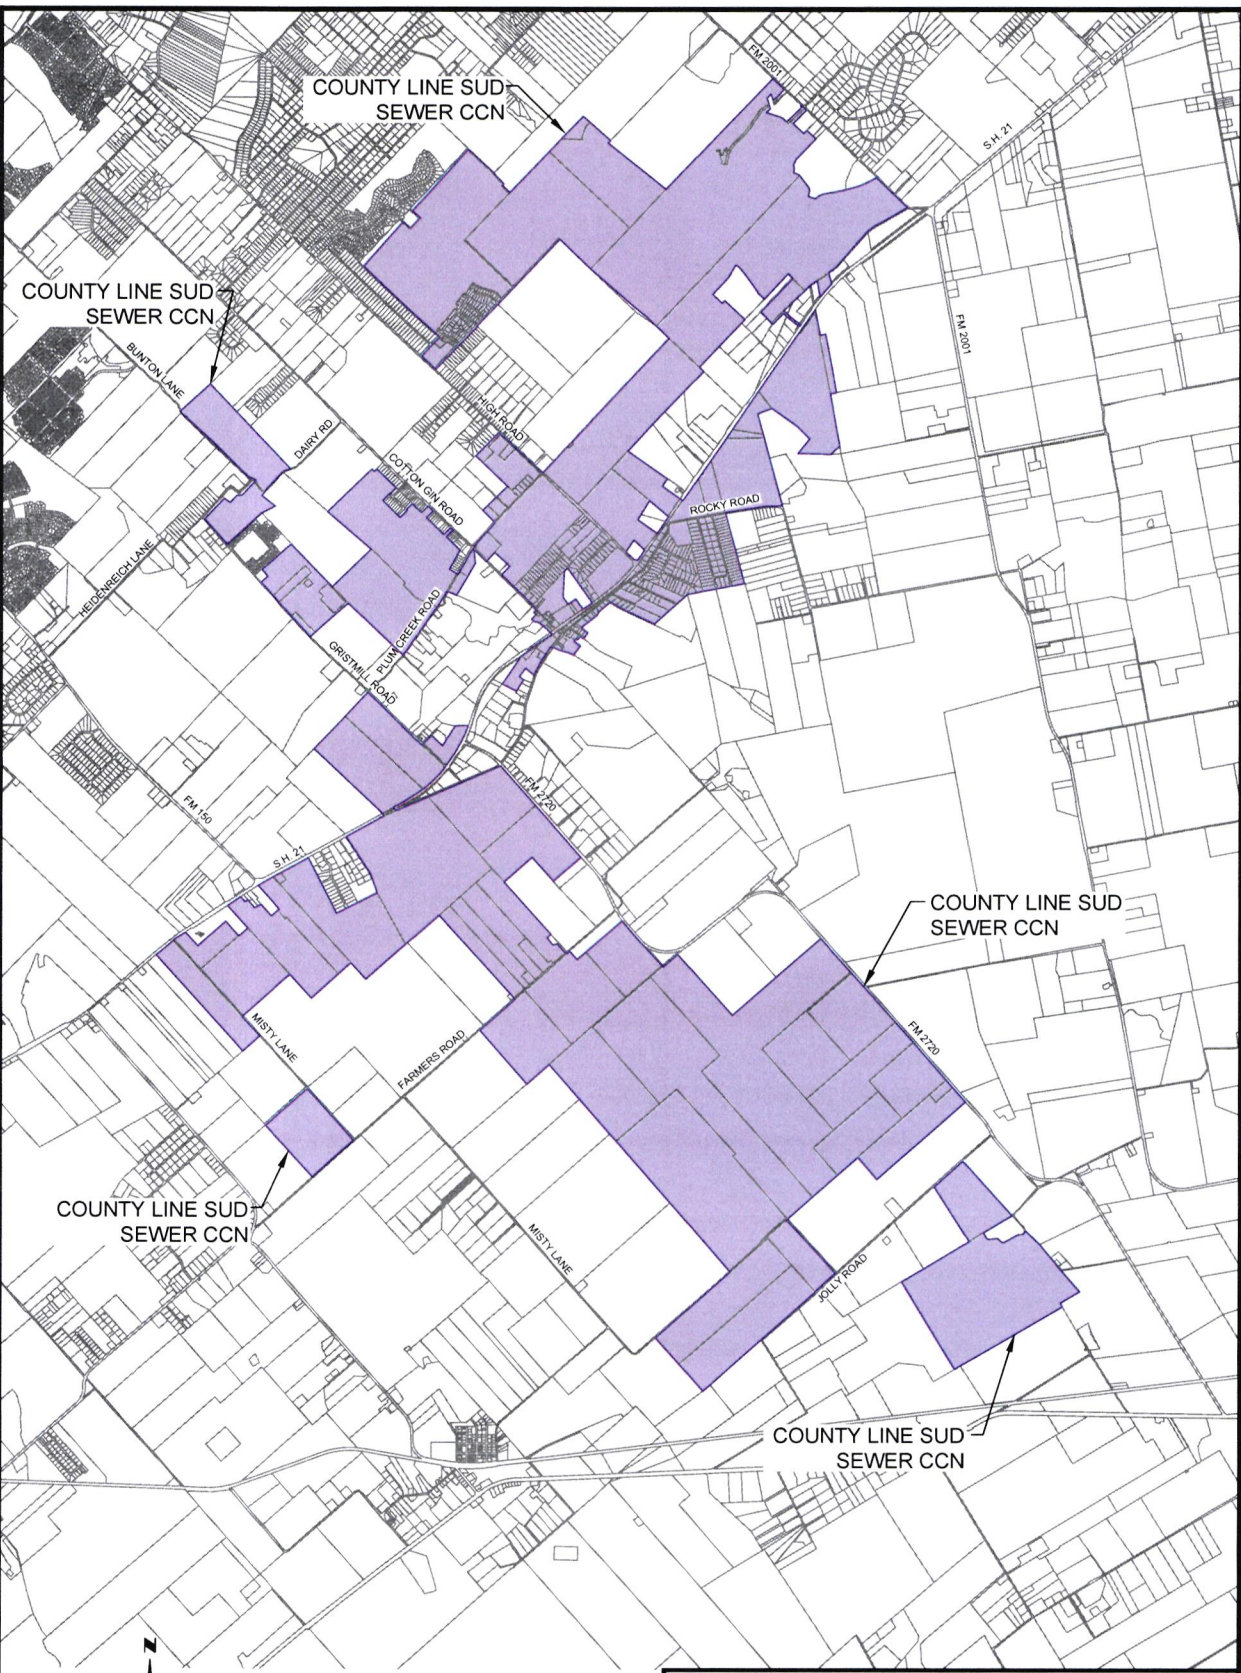 FM 2001
COUNTY LINE SUD
SEWER CCN
S.H. 21
COUNTY LINE SUD
SEWER CCN
BUNTON LANE
FM 2001
HIGH ROAD
DAIRY RD
COTTON GIN ROAD
ROCKY ROAD
HEIDENREICH LANE
PLUM CREEK ROAD
GRISTMILL ROAD
FM 2720
FM 150
S.H. 21
COUNTY LINE SUD
SEWER CCN
MISTY LANE
FARMERS ROAD
FM 2720
COUNTY LINE SUD
SEWER CCN
MISTY LANE
JOLLY ROAD
COUNTY LINE SUD
SEWER CCN
N